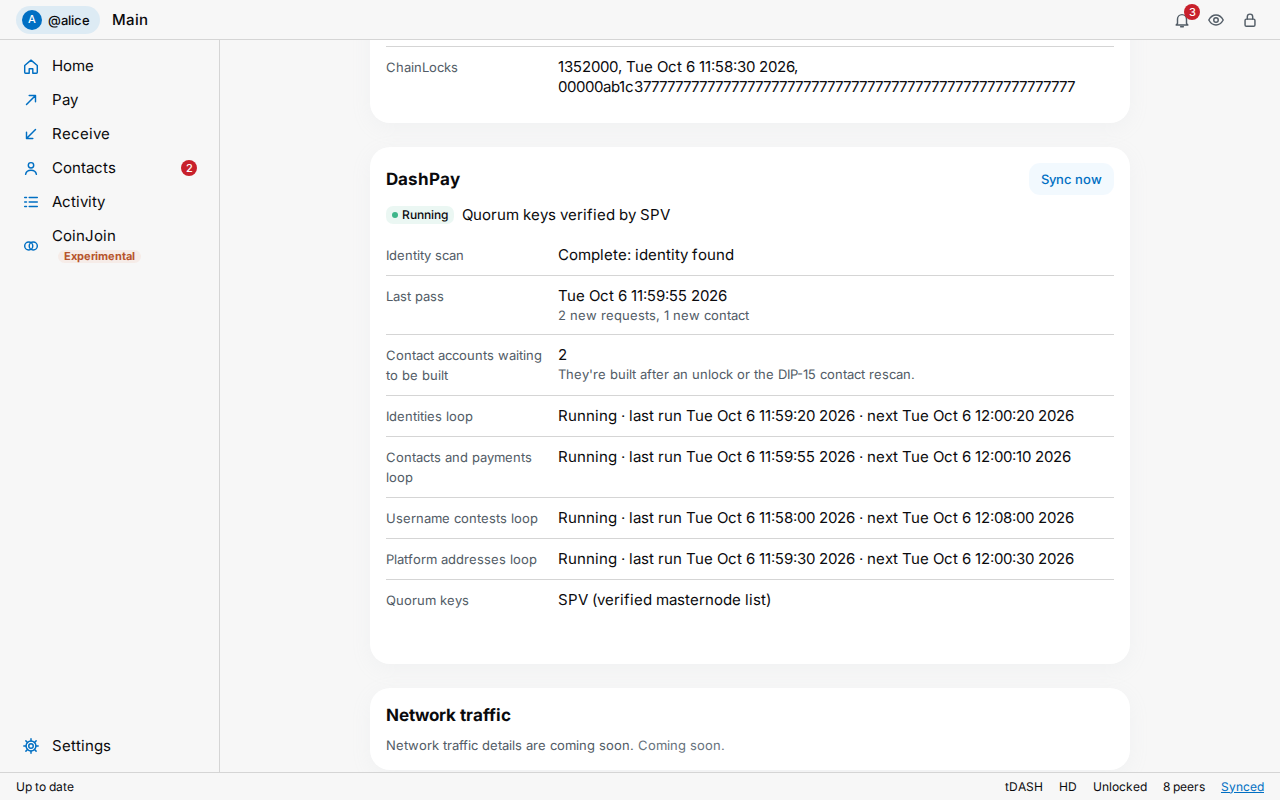 A @alice Main 3
Home
Pay
Receive
Contacts 2
Activity
CoinJoin
Experimental
Settings
ChainLocks 1352000, Tue Oct 6 11:58:30 2026,
DashPay Sync now
Running Quorum keys verified by SPV
Identity scan Complete: identity found
Last pass Tue Oct 6 11:59:55 2026
2 new requests, 1 new contact
Contact accounts waiting to be built 2
They're built after an unlock or the DIP-15 contact rescan.
Identities loop Running · last run Tue Oct 6 11:59:20 2026 · next Tue Oct 6 12:00:20 2026
Contacts and payments loop Running · last run Tue Oct 6 11:59:55 2026 · next Tue Oct 6 12:00:10 2026
Username contests loop Running · last run Tue Oct 6 11:58:00 2026 · next Tue Oct 6 12:08:00 2026
Platform addresses loop Running · last run Tue Oct 6 11:59:30 2026 · next Tue Oct 6 12:00:30 2026
Quorum keys SPV (verified masternode list)
Network traffic
Network traffic details are coming soon. Coming soon.
Up to date tDASH HD Unlocked 8 peers Synced